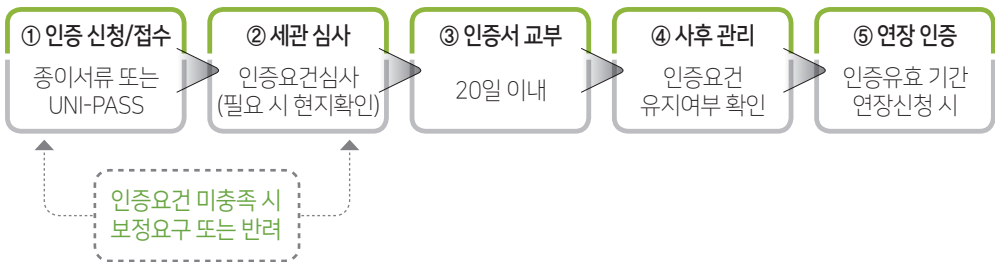 ① 인증 신청/접수
종이서류 또는
UNI-PASS
② 세관 심사
인증요건심사
(필요 시 현지확인)
③ 인증서 교부
20일 이내
④ 사후 관리
인증요건
유지여부 확인
⑤ 연장 인증
인증유효 기간
연장신청 시
인증요건 미충족 시
보정요구 또는 반려